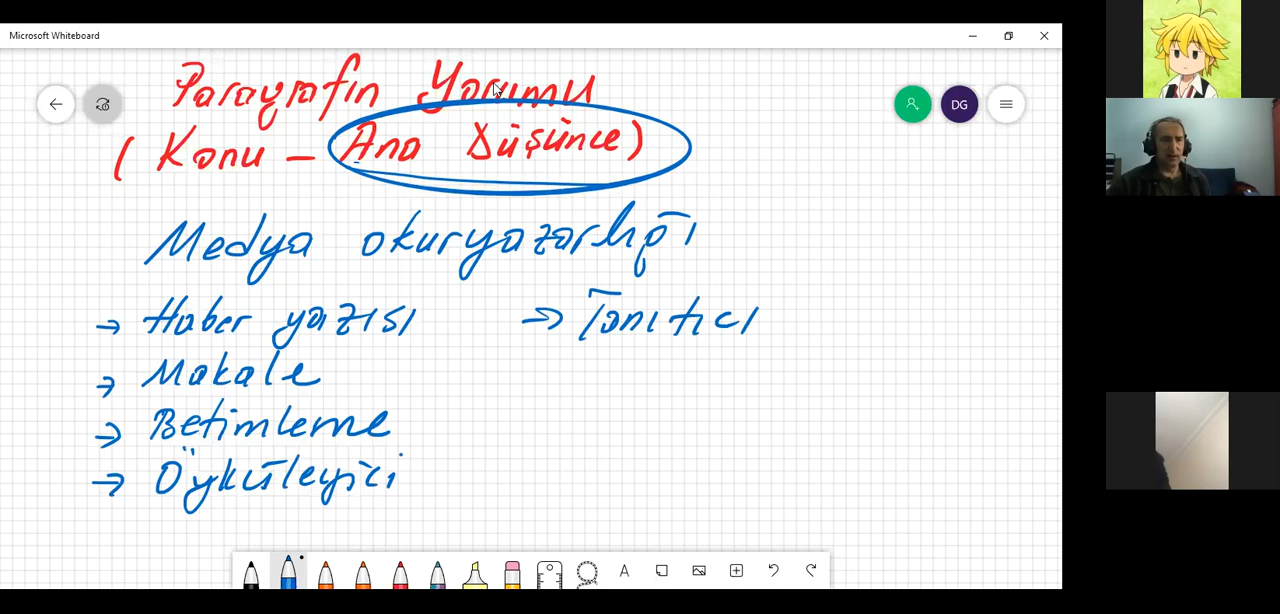 Microsoft Whiteboard
Paragrafın Yorumu
( Konu – Ana Düşünce)
DG
Medya okuryazarlığı
→ Haber yazısı → Tanıtıcı
→ Makale
→ Betimleme
→ Öyküleyici
A